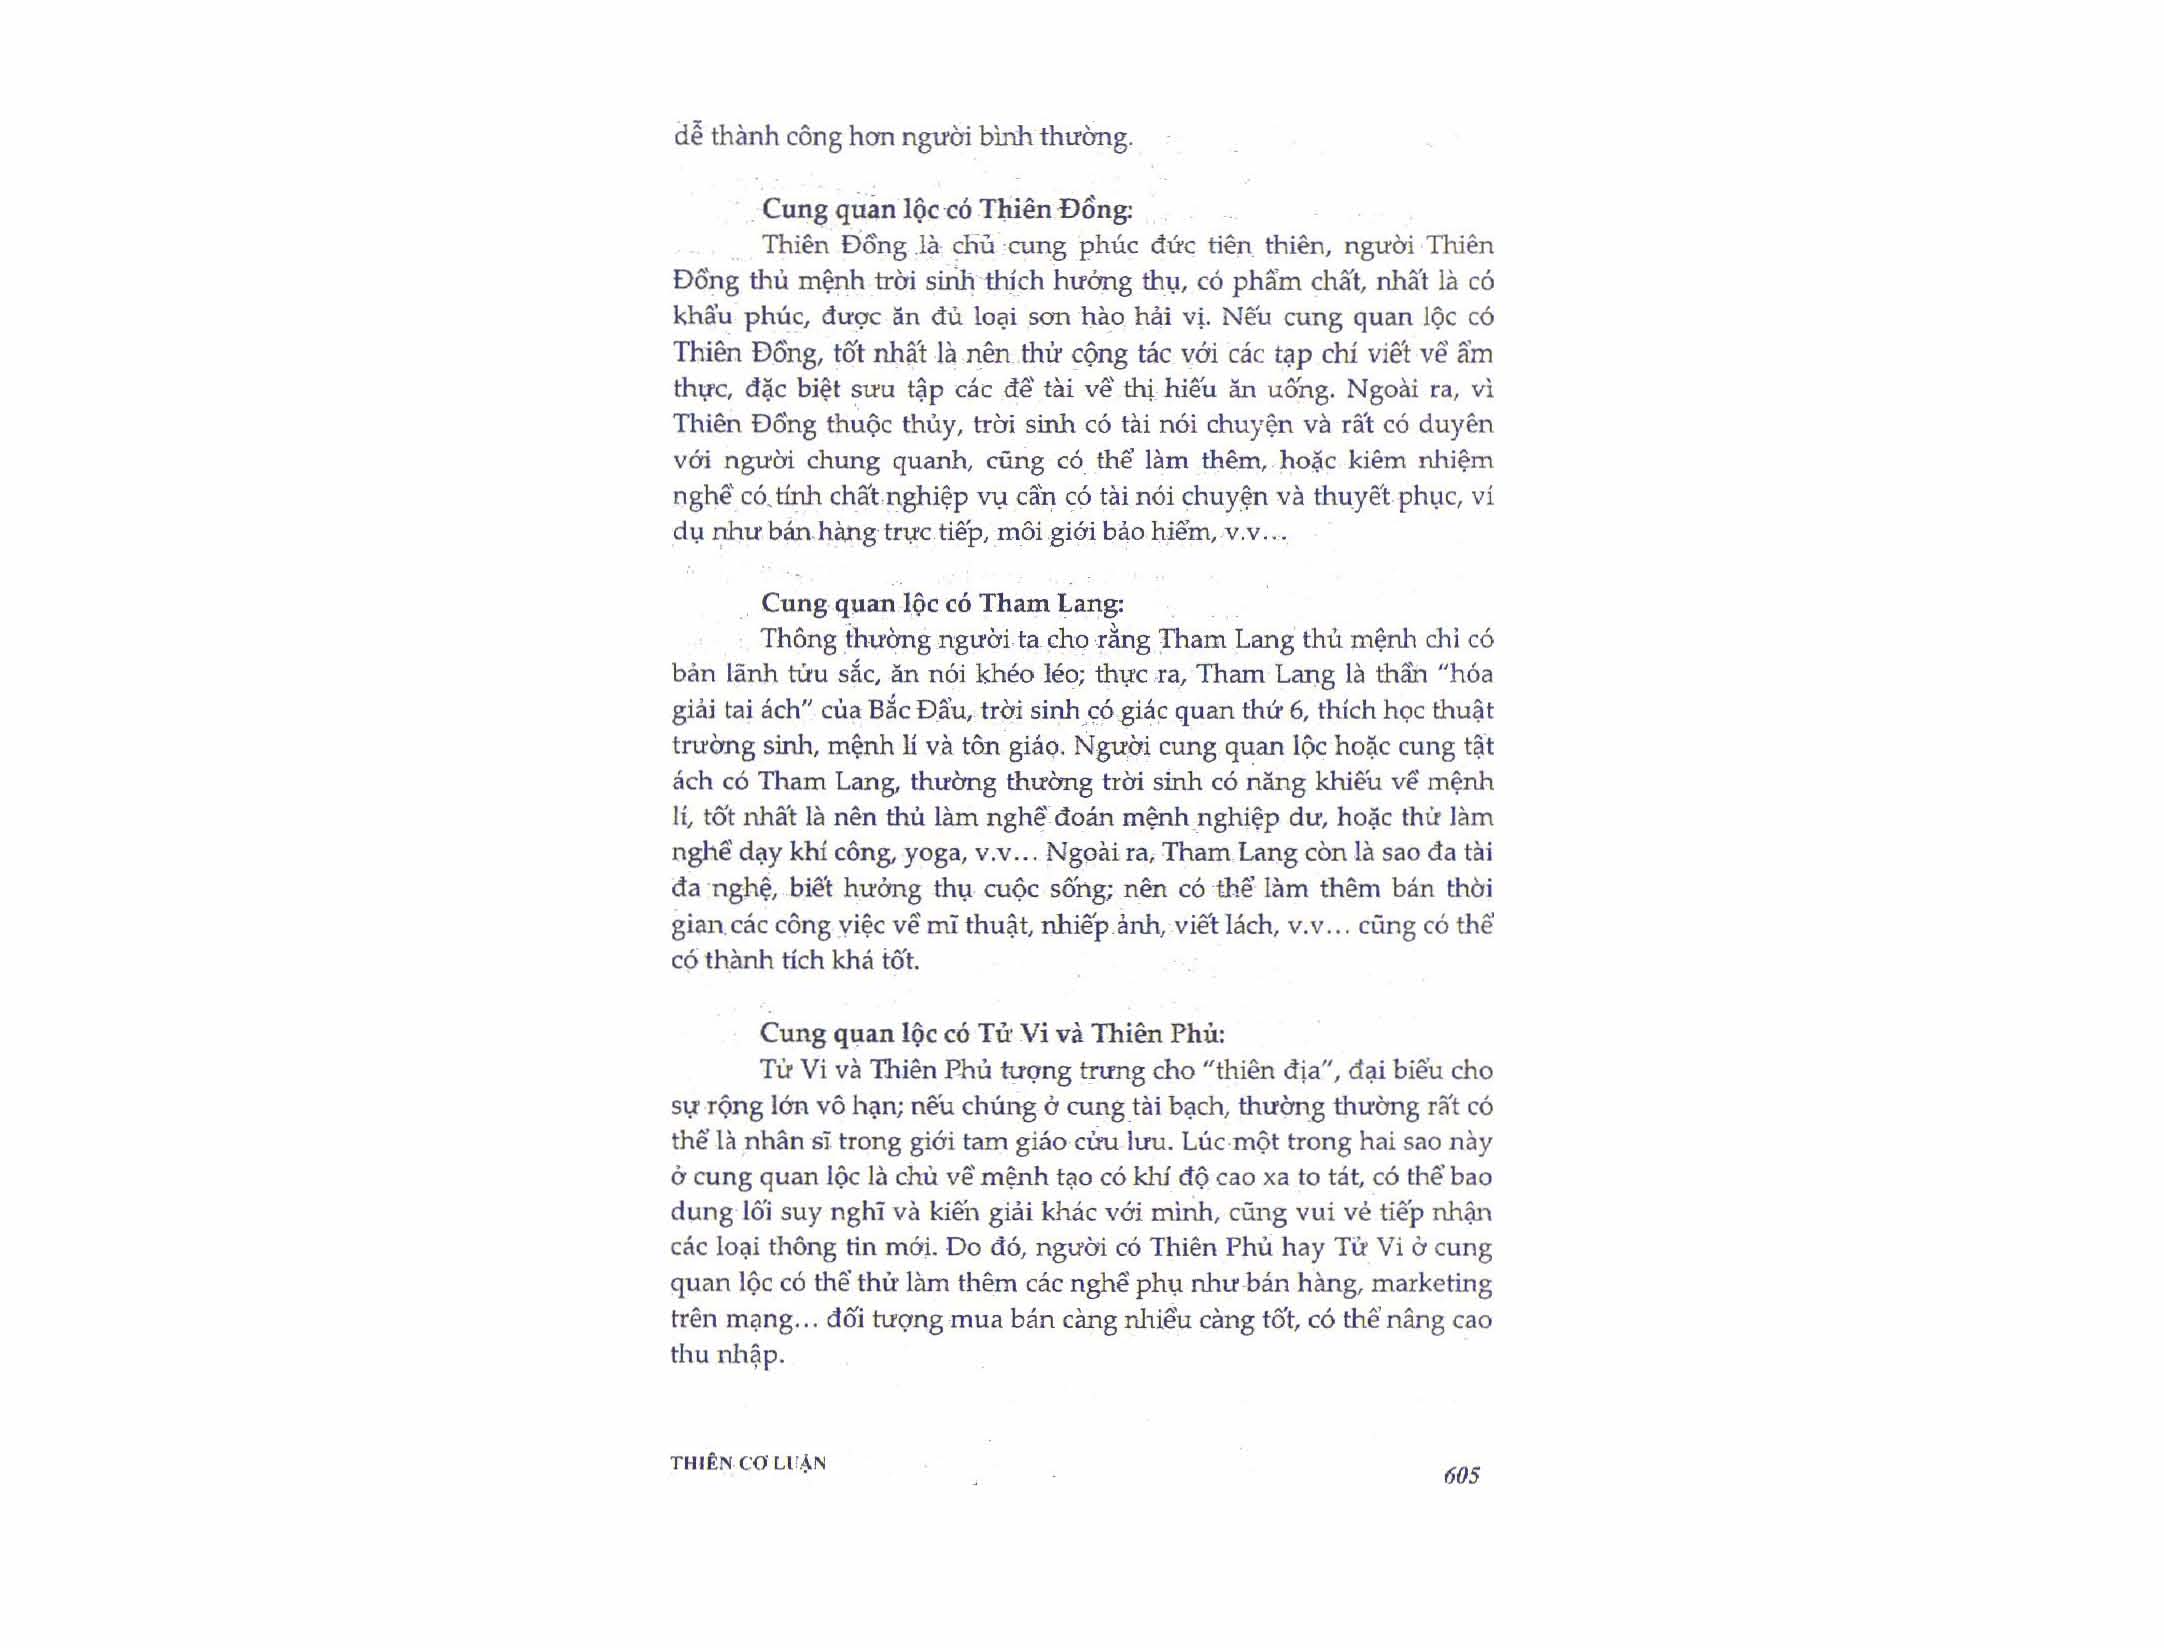 dễ thành công hơn người bình thường.
Cung quan lộc có Thiên Đồng:
Thiên Đồng là chủ cung phúc đức tiên thiên, người Thiên
Đồng thủ mệnh trời sinh thích hưởng thụ, có phẩm chất, nhất là có
khẩu phúc, được ăn đủ loại sơn hào hải vị. Nếu cung quan lộc có
Thiên Đồng, tốt nhất là nên thử cộng tác với các tạp chí viết về ẩm
thực, đặc biệt sưu tập các đề tài về thị hiếu ăn uống. Ngoài ra, vì
Thiên Đồng thuộc thủy, trời sinh có tài nói chuyện và rất có duyên
với người chung quanh, cũng có thể làm thêm, hoặc kiêm nhiệm
nghề có tính chất nghiệp vụ cần có tài nói chuyện và thuyết phục, ví
dụ như bán hàng trực tiếp, môi giới bảo hiểm, v.v...
Cung quan lộc có Tham Lang:
Thông thường người ta cho rằng Tham Lang thủ mệnh chỉ có
bản lãnh tửu sắc, ăn nói khéo léo; thực ra, Tham Lang là thần "hóa
giải tai ách" của Bắc Đẩu, trời sinh có giác quan thứ 6, thích học thuật
trường sinh, mệnh lí và tôn giáo. Người cung quan lộc hoặc cung tật
ách có Tham Lang, thường thường trời sinh có năng khiếu về mệnh
lí, tốt nhất là nên thủ làm nghề đoán mệnh nghiệp dư, hoặc thử làm
nghề dạy khí công, yoga, v.v... Ngoài ra, Tham Lang còn là sao đa tài
đa nghệ, biết hưởng thụ cuộc sống; nên có thể làm thêm bán thời
gian các công việc về mĩ thuật, nhiếp ảnh, viết lách, v.v... cũng có thể
có thành tích khá tốt.
Cung quan lộc có Tử Vi và Thiên Phủ:
Tử Vi và Thiên Phủ tượng trưng cho "thiên địa", đại biểu cho
sự rộng lớn vô hạn; nếu chúng ở cung tài bạch, thường thường rất có
thể là nhân sĩ trong giới tam giáo cửu lưu. Lúc một trong hai sao này
ở cung quan lộc là chủ về mệnh tạo có khí độ cao xa to tát, có thể bao
dung lối suy nghĩ và kiến giải khác với mình, cũng vui vẻ tiếp nhận
các loại thông tin mới. Do đó, người có Thiên Phủ hay Tử Vi ở cung
quan lộc có thể thử làm thêm các nghề phụ như bán hàng, marketing
trên mạng... đối tượng mua bán càng nhiều càng tốt, có thể nâng cao
thu nhập.
THIÊN CƠ LUẬN
605